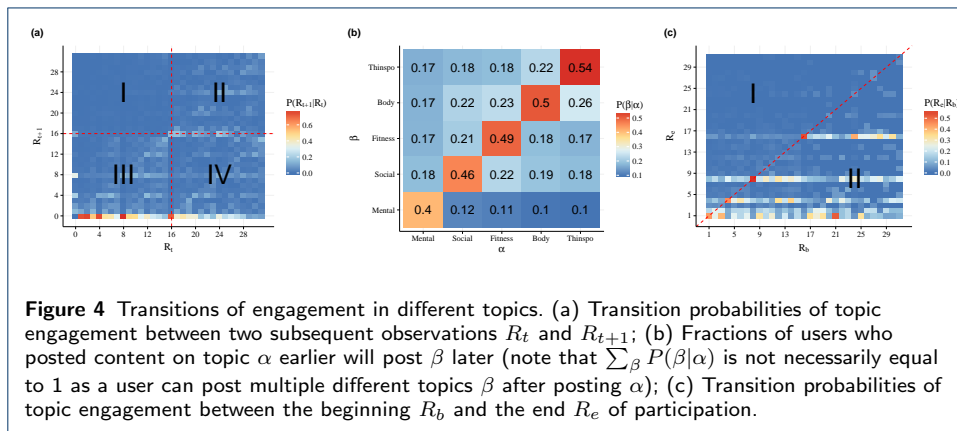 (a)
28
24
20
16
12
8
4
0
R_{t+1}
I
II
III
IV
0 4 8 12 16 20 24 28
R_t
P(R_{t+1}|R_t)
0.6
0.4
0.2
0.0
(b)
Thinspo 0.17 0.18 0.18 0.22 0.54
Body 0.17 0.22 0.23 0.5 0.26
Fitness 0.17 0.21 0.49 0.18 0.17
Social 0.18 0.46 0.22 0.19 0.18
Mental 0.4 0.12 0.11 0.1 0.1
β
Mental Social Fitness Body Thinspo
α
P(β|α)
0.5
0.4
0.3
0.2
0.1
(c)
29
25
21
17
13
9
5
1
R_e
I
II
1 5 9 13 17 21 25 29
R_b
P(R_e|R_b)
0.5
0.4
0.3
0.2
0.1
0.0
Figure 4 Transitions of engagement in different topics. (a) Transition probabilities of topic
engagement between two subsequent observations R_t and R_{t+1}; (b) Fractions of users who
posted content on topic α earlier will post β later (note that ∑_β P(β|α) is not necessarily equal
to 1 as a user can post multiple different topics β after posting α); (c) Transition probabilities of
topic engagement between the beginning R_b and the end R_e of participation.